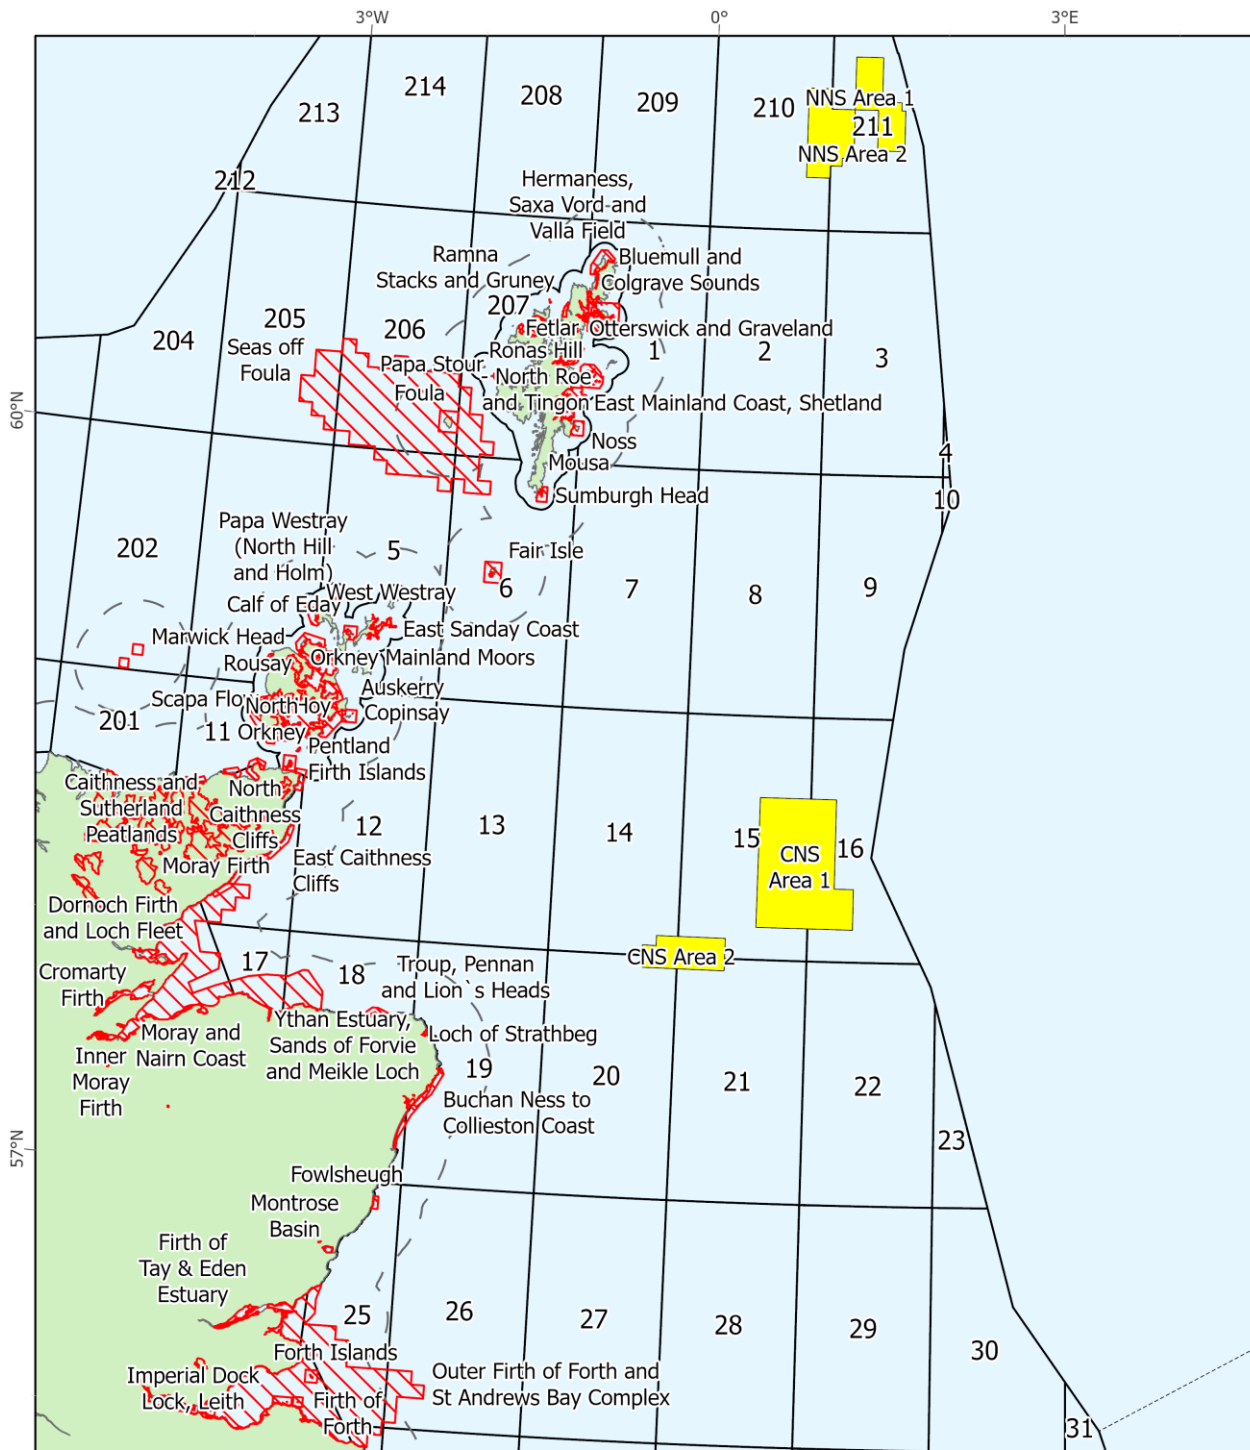 3°W
0°
3°E
214
208
209
210
213
NNS Area 1
211
NNS Area 2
212
Hermaness,
Saxa Vord and
Valla Field
Ramna
Stacks and Gruney
Bluemull and
Colgrave Sounds
207
205
206
204
Seas off
Foula
Fetlar
Otterswick and Graveland
1
2
3
Ronas Hill
- North Roe
and Tingon
Papa Stour
Foula
East Mainland Coast, Shetland
60°N
Noss
Mousa
4
Sumburgh Head
10
Papa Westray
(North Hill
and Holm)
202
5
Fair Isle
6
7
8
9
West Westray
Calf of Eday
East Sanday Coast
Marwick Head
Rousay
Orkney Mainland Moors
Auskerry
Copinsay
Scapa Flow
North
Orkney
Hoy
201
11
Pentland
Firth Islands
Caithness and
Sutherland
Peatlands
North
Caithness
Cliffs
12
13
14
15
16
CNS
Area 1
Moray Firth
East Caithness
Cliffs
Dornoch Firth
and Loch Fleet
CNS Area 2
17
18
Troup, Pennan
and Lion`s Heads
Cromarty
Firth
Ythan Estuary,
Sands of Forvie
and Meikle Loch
Moray and
Nairn Coast
Loch of Strathbeg
Inner
Moray
Firth
19
20
21
22
Buchan Ness to
Collieston Coast
23
57°N
Fowlsheugh
Montrose
Basin
Firth of
Tay & Eden
Estuary
25
26
27
28
29
30
Forth Islands
Imperial Dock
Lock, Leith
Outer Firth of Forth and
St Andrews Bay Complex
Firth of
Forth
31